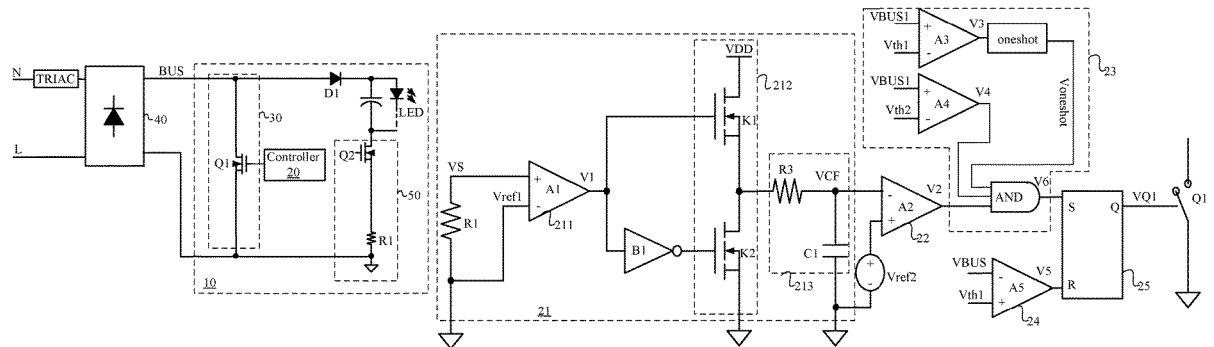 N
TRIAC
L
40
BUS
30
Q1
Controller
20
D1
LED
Q2
50
R1
10
VS
R1
Vref1
+
-
A1
211
V1
B1
VDD
K1
212
K2
R3
VCF
C1
213
21
-
+
A2
22
V2
+
-
Vref2
VBUS1
Vth1
+
-
A3
V3
oneshot
VBUS1
Vth2
+
-
A4
V4
Voneshot
23
AND
V6
VBUS
Vth1
-
+
A5
24
V5
S
Q
R
25
VQ1
Q1